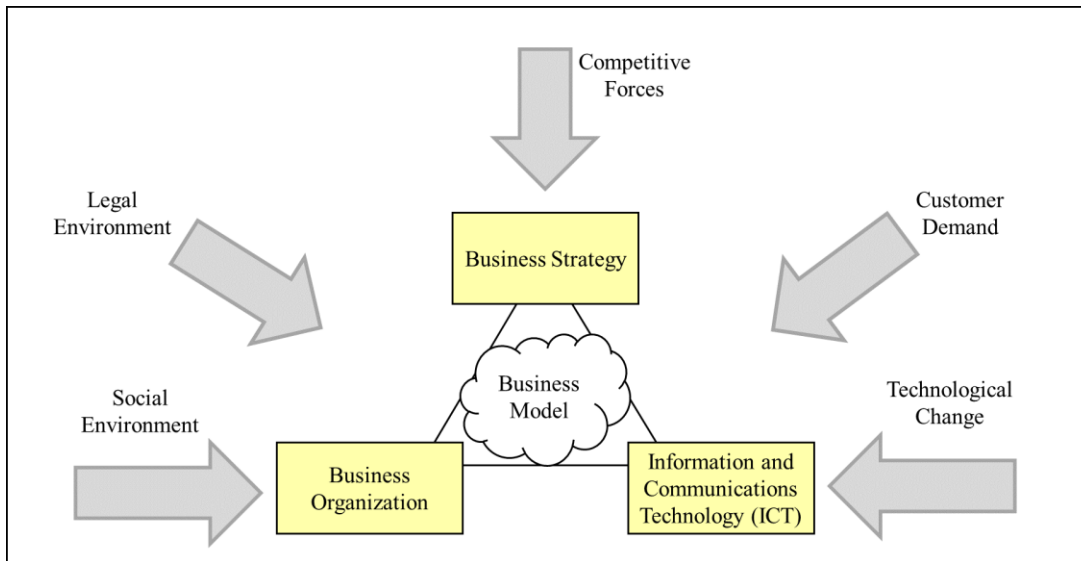 Competitive
Forces
Legal
Environment
Customer
Demand
Business Strategy
Business
Model
Social
Environment
Technological
Change
Business
Organization
Information and
Communications
Technology (ICT)